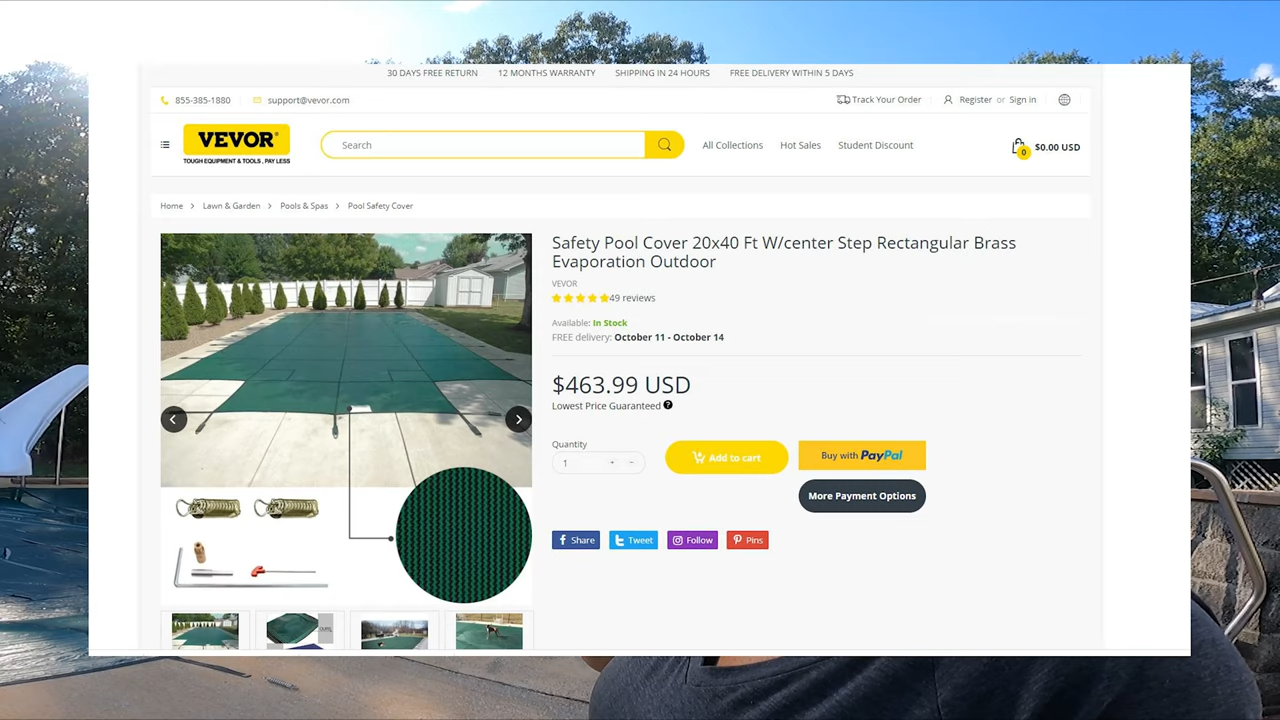 30 DAYS FREE RETURN 12 MONTHS WARRANTY SHIPPING IN 24 HOURS FREE DELIVERY WITHIN 5 DAYS
855-385-1880 support@vevor.com Track Your Order Register or Sign in
VEVOR®
TOUGH EQUIPMENT & TOOLS, PAY LESS
Search All Collections Hot Sales Student Discount 0 $0.00 USD
Home > Lawn & Garden > Pools & Spas > Pool Safety Cover
Safety Pool Cover 20x40 Ft W/center Step Rectangular Brass
Evaporation Outdoor
VEVOR
49 reviews
Available: In Stock
FREE delivery: October 11 - October 14
$463.99 USD
Lowest Price Guaranteed ?
Quantity
1 + − Add to cart Buy with PayPal
More Payment Options
Share Tweet Follow Pins